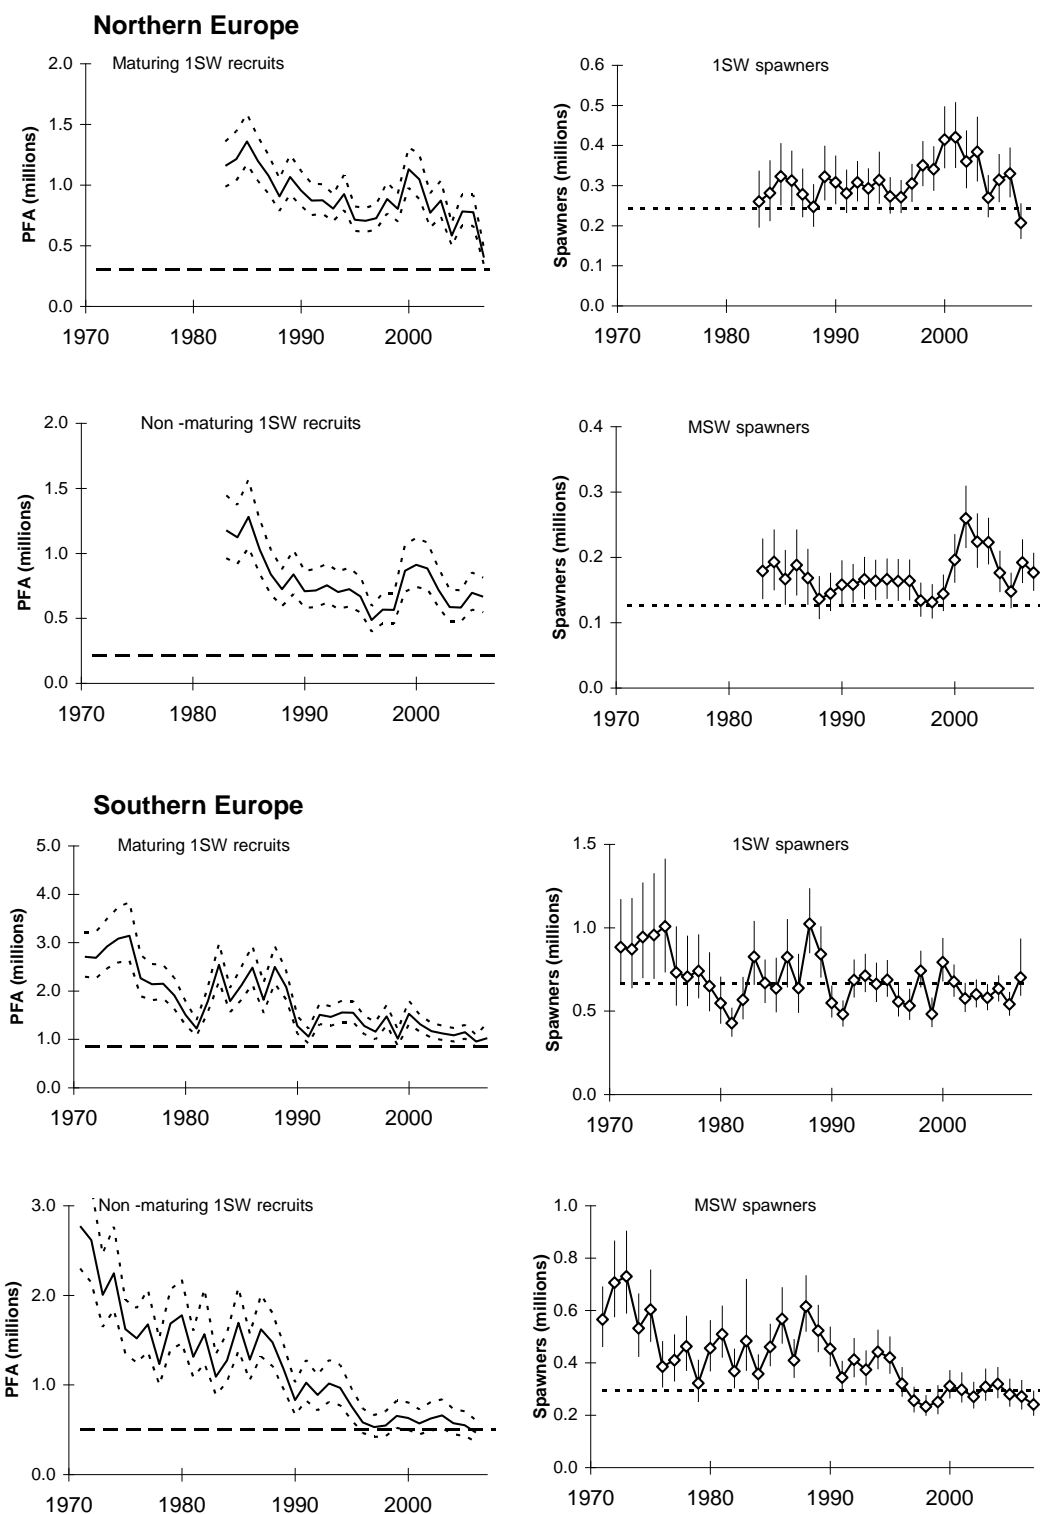 Northern Europe
Maturing 1SW recruits
PFA (millions)
2.0
1.5
1.0
0.5
0.0
1970 1980 1990 2000
1SW spawners
Spawners (millions)
0.6
0.5
0.4
0.3
0.2
0.1
0.0
1970 1980 1990 2000
Non -maturing 1SW recruits
PFA (millions)
2.0
1.5
1.0
0.5
0.0
1970 1980 1990 2000
MSW spawners
Spawners (millions)
0.4
0.3
0.2
0.1
0.0
1970 1980 1990 2000
Southern Europe
Maturing 1SW recruits
PFA (millions)
5.0
4.0
3.0
2.0
1.0
0.0
1970 1980 1990 2000
1SW spawners
Spawners (millions)
1.5
1.0
0.5
0.0
1970 1980 1990 2000
Non -maturing 1SW recruits
PFA (millions)
3.0
2.0
1.0
0.0
1970 1980 1990 2000
MSW spawners
Spawners (millions)
1.0
0.8
0.6
0.4
0.2
0.0
1970 1980 1990 2000